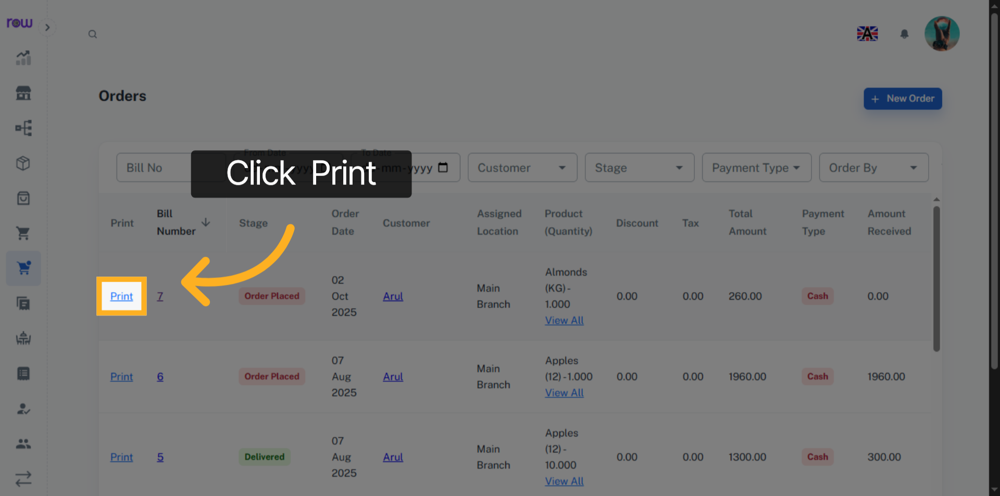 row
A
Orders
+ New Order
Bill No
From Date
To Date
-mm-yyyy
Customer
Stage
Payment Type
Order By
Click Print
Print
Bill
Number
Stage
Order
Date
Customer
Assigned
Location
Product
(Quantity)
Discount
Tax
Total
Amount
Payment
Type
Amount
Received
Print
7
Order Placed
02
Oct
2025
Arul
Main
Branch
Almonds
(KG) -
1.000
View All
0.00
0.00
260.00
Cash
0.00
Print
6
Order Placed
07
Aug
2025
Arul
Main
Branch
Apples
(12) - 1.000
View All
0.00
0.00
1960.00
Cash
1960.00
Print
5
Delivered
07
Aug
2025
Arul
Main
Branch
Apples
(12) -
10.000
View All
0.00
0.00
1300.00
Cash
300.00